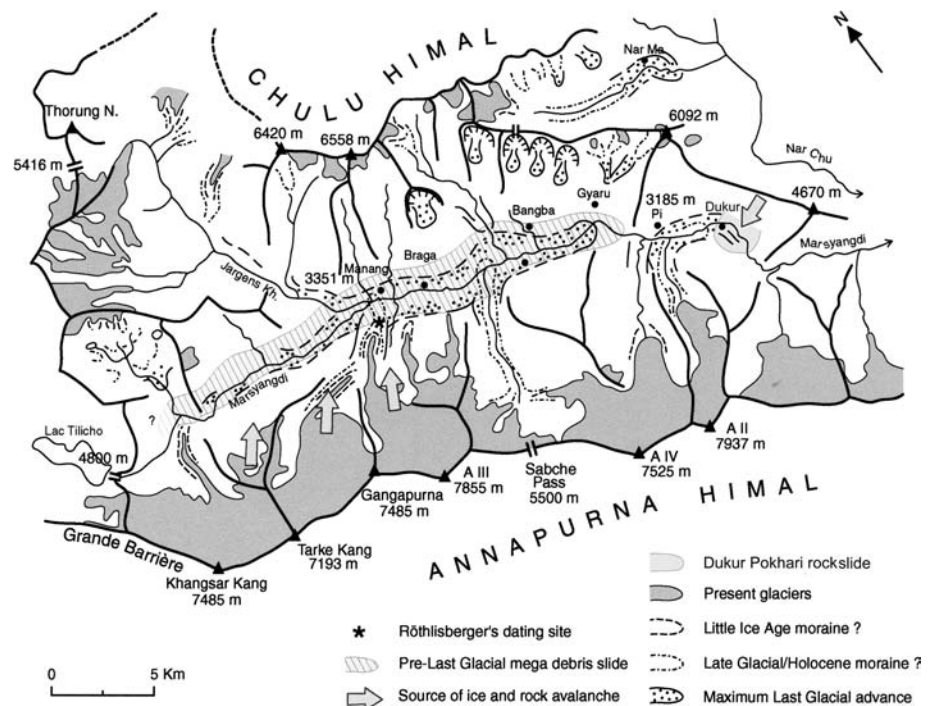 N
CHULU HIMAL
Nar Ma
Thorung N.
6420 m
6558 m
6092 m
5416 m
Nar Chu
Gyaru
3185 m
Pi
Dukur
4670 m
Bangba
Marsyangdi
Braga
Manang
3351 m
Jargens Kh.
Marsyangdi
?
Lac Tilicho
4800 m
A II
7937 m
A IV
7525 m
Sabche
Pass
5500 m
A III
7855 m
Gangapurna
7485 m
ANNAPURNA HIMAL
Grande Barrière
Tarke Kang
7193 m
Khangsar Kang
7485 m
Dukur Pokhari rockslide
Present glaciers
Röthlisberger's dating site
Little Ice Age moraine ?
Pre-Last Glacial mega debris slide
Late Glacial/Holocene moraine ?
Source of ice and rock avalanche
Maximum Last Glacial advance
0 5 Km